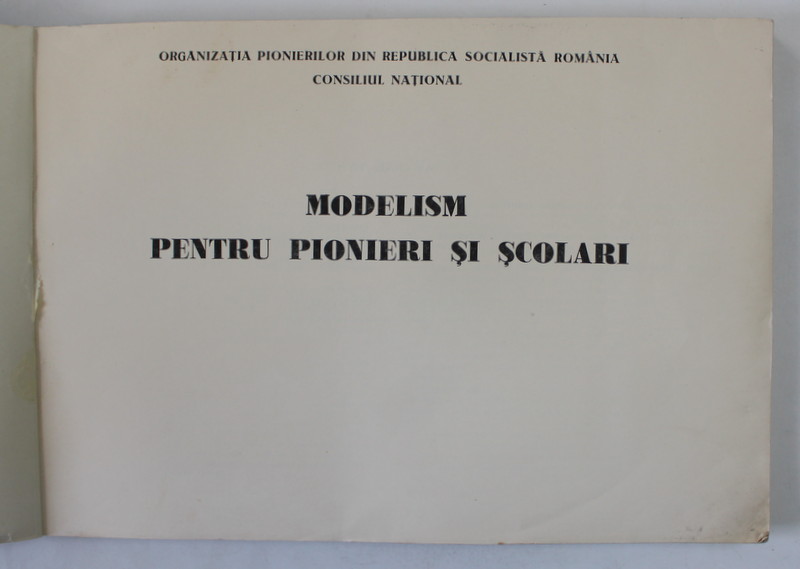 ORGANIZAȚIA PIONIERILOR DIN REPUBLICA SOCIALISTĂ ROMÂNIA
CONSILIUL NAȚIONAL
MODELISM
PENTRU PIONIERI ȘI ȘCOLARI